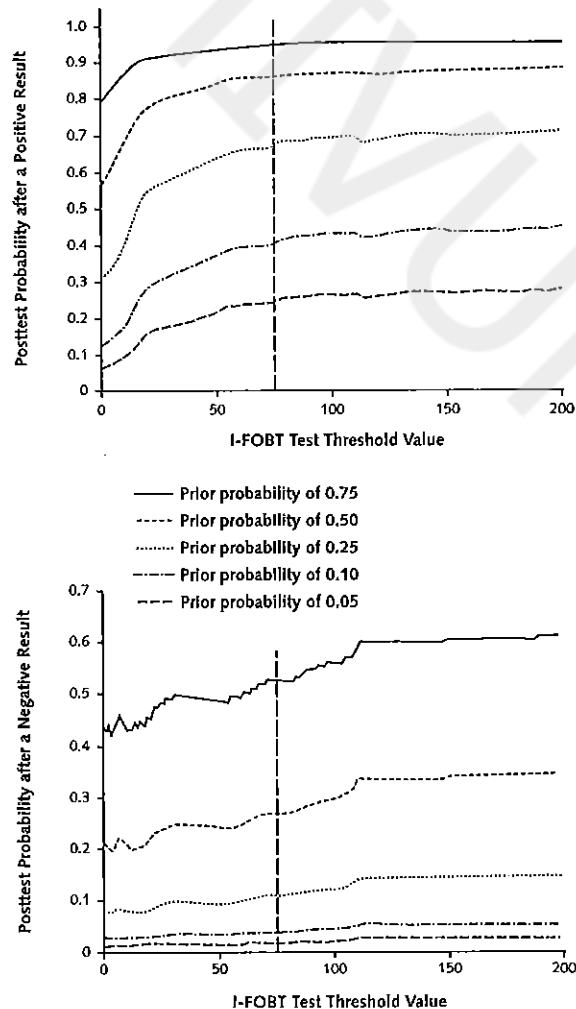 Posttest Probability after a Positive Result
1.0
0.9
0.8
0.7
0.6
0.5
0.4
0.3
0.2
0.1
0
0 50 100 150 200
I-FOBT Test Threshold Value
Prior probability of 0.75
Prior probability of 0.50
Prior probability of 0.25
Prior probability of 0.10
Prior probability of 0.05
Posttest Probability after a Negative Result
0.7
0.6
0.5
0.4
0.3
0.2
0.1
0
0 50 100 150 200
I-FOBT Test Threshold Value